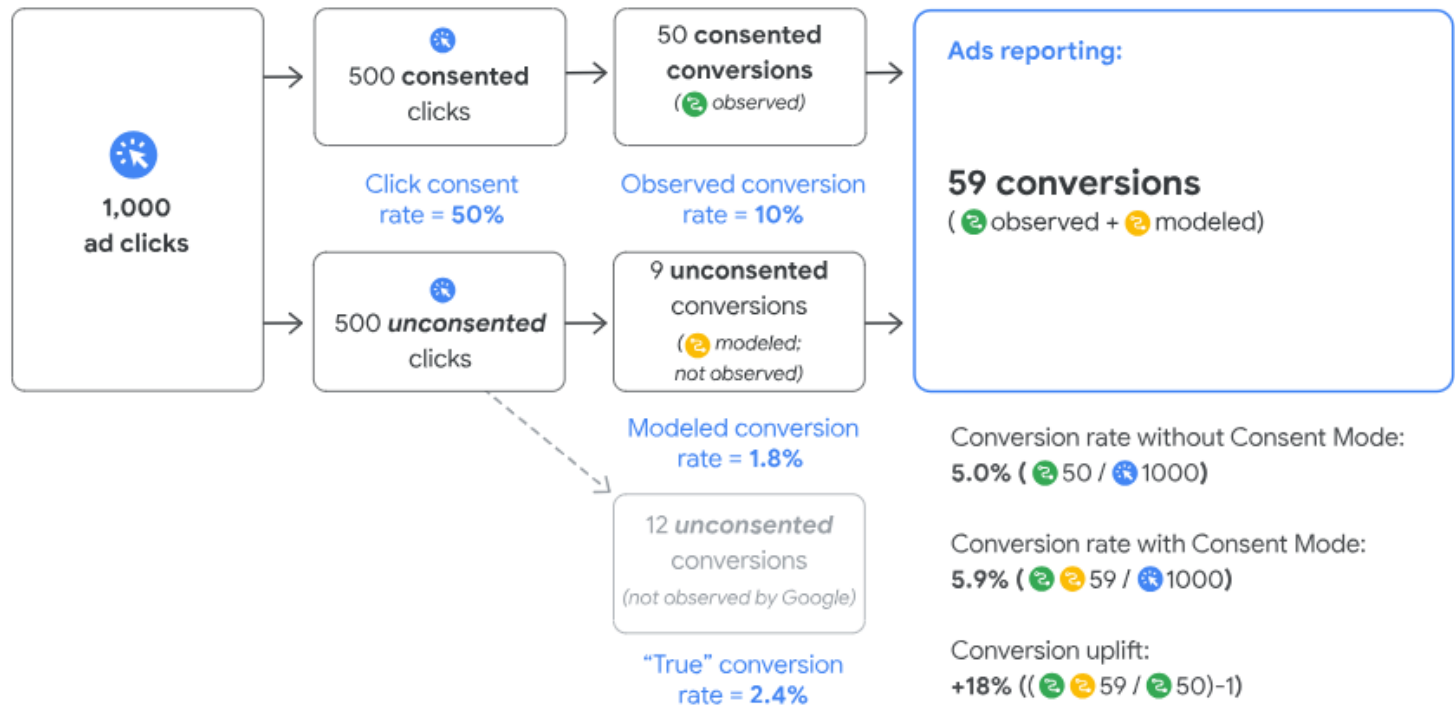 1,000
ad clicks
500 consented
clicks
Click consent
rate = 50%
500 unconsented
clicks
50 consented
conversions
( observed)
Observed conversion
rate = 10%
9 unconsented
conversions
( modeled;
not observed)
Modeled conversion
rate = 1.8%
12 unconsented
conversions
(not observed by Google)
“True” conversion
rate = 2.4%
Ads reporting:
59 conversions
( observed + modeled)
Conversion rate without Consent Mode:
5.0% ( 50 / 1000)
Conversion rate with Consent Mode:
5.9% ( 59 / 1000)
Conversion uplift:
+18% (( 59 / 50)-1)